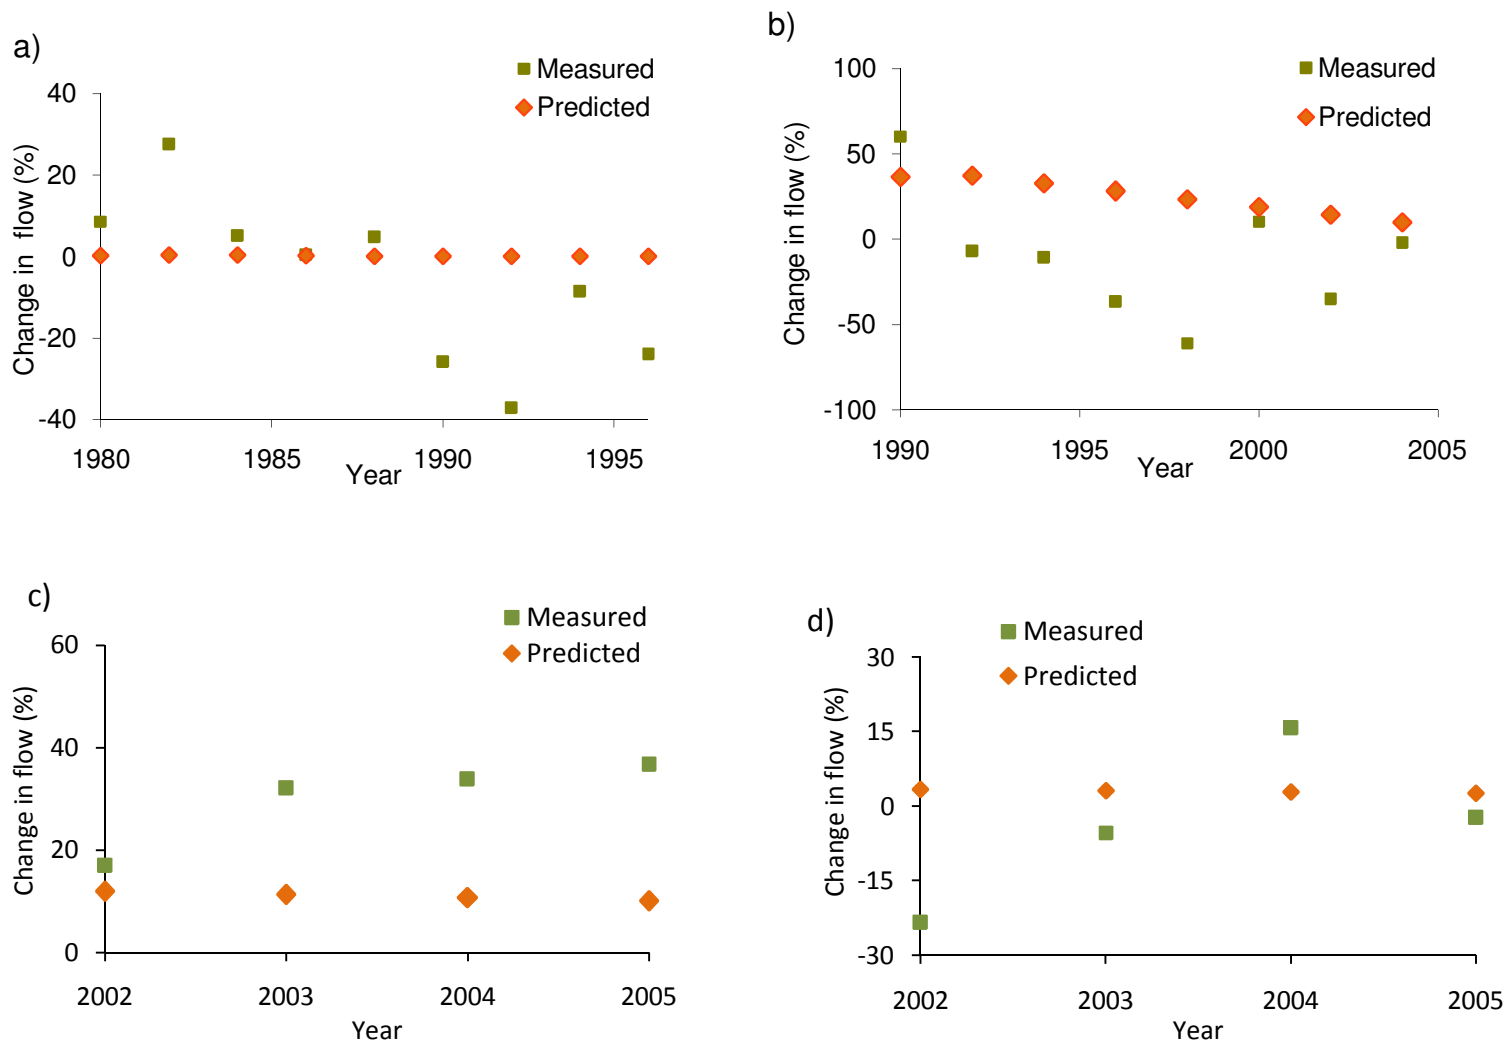 a)
Measured
Predicted
Change in flow (%)
40
20
0
-20
-40
1980
1985
1990
1995
Year
b)
Measured
Predicted
Change in flow (%)
100
50
0
-50
-100
1990
1995
2000
2005
Year
c)
Measured
Predicted
Change in flow (%)
60
40
20
0
2002
2003
2004
2005
Year
d)
Measured
Predicted
Change in flow (%)
30
15
0
-15
-30
2002
2003
2004
2005
Year